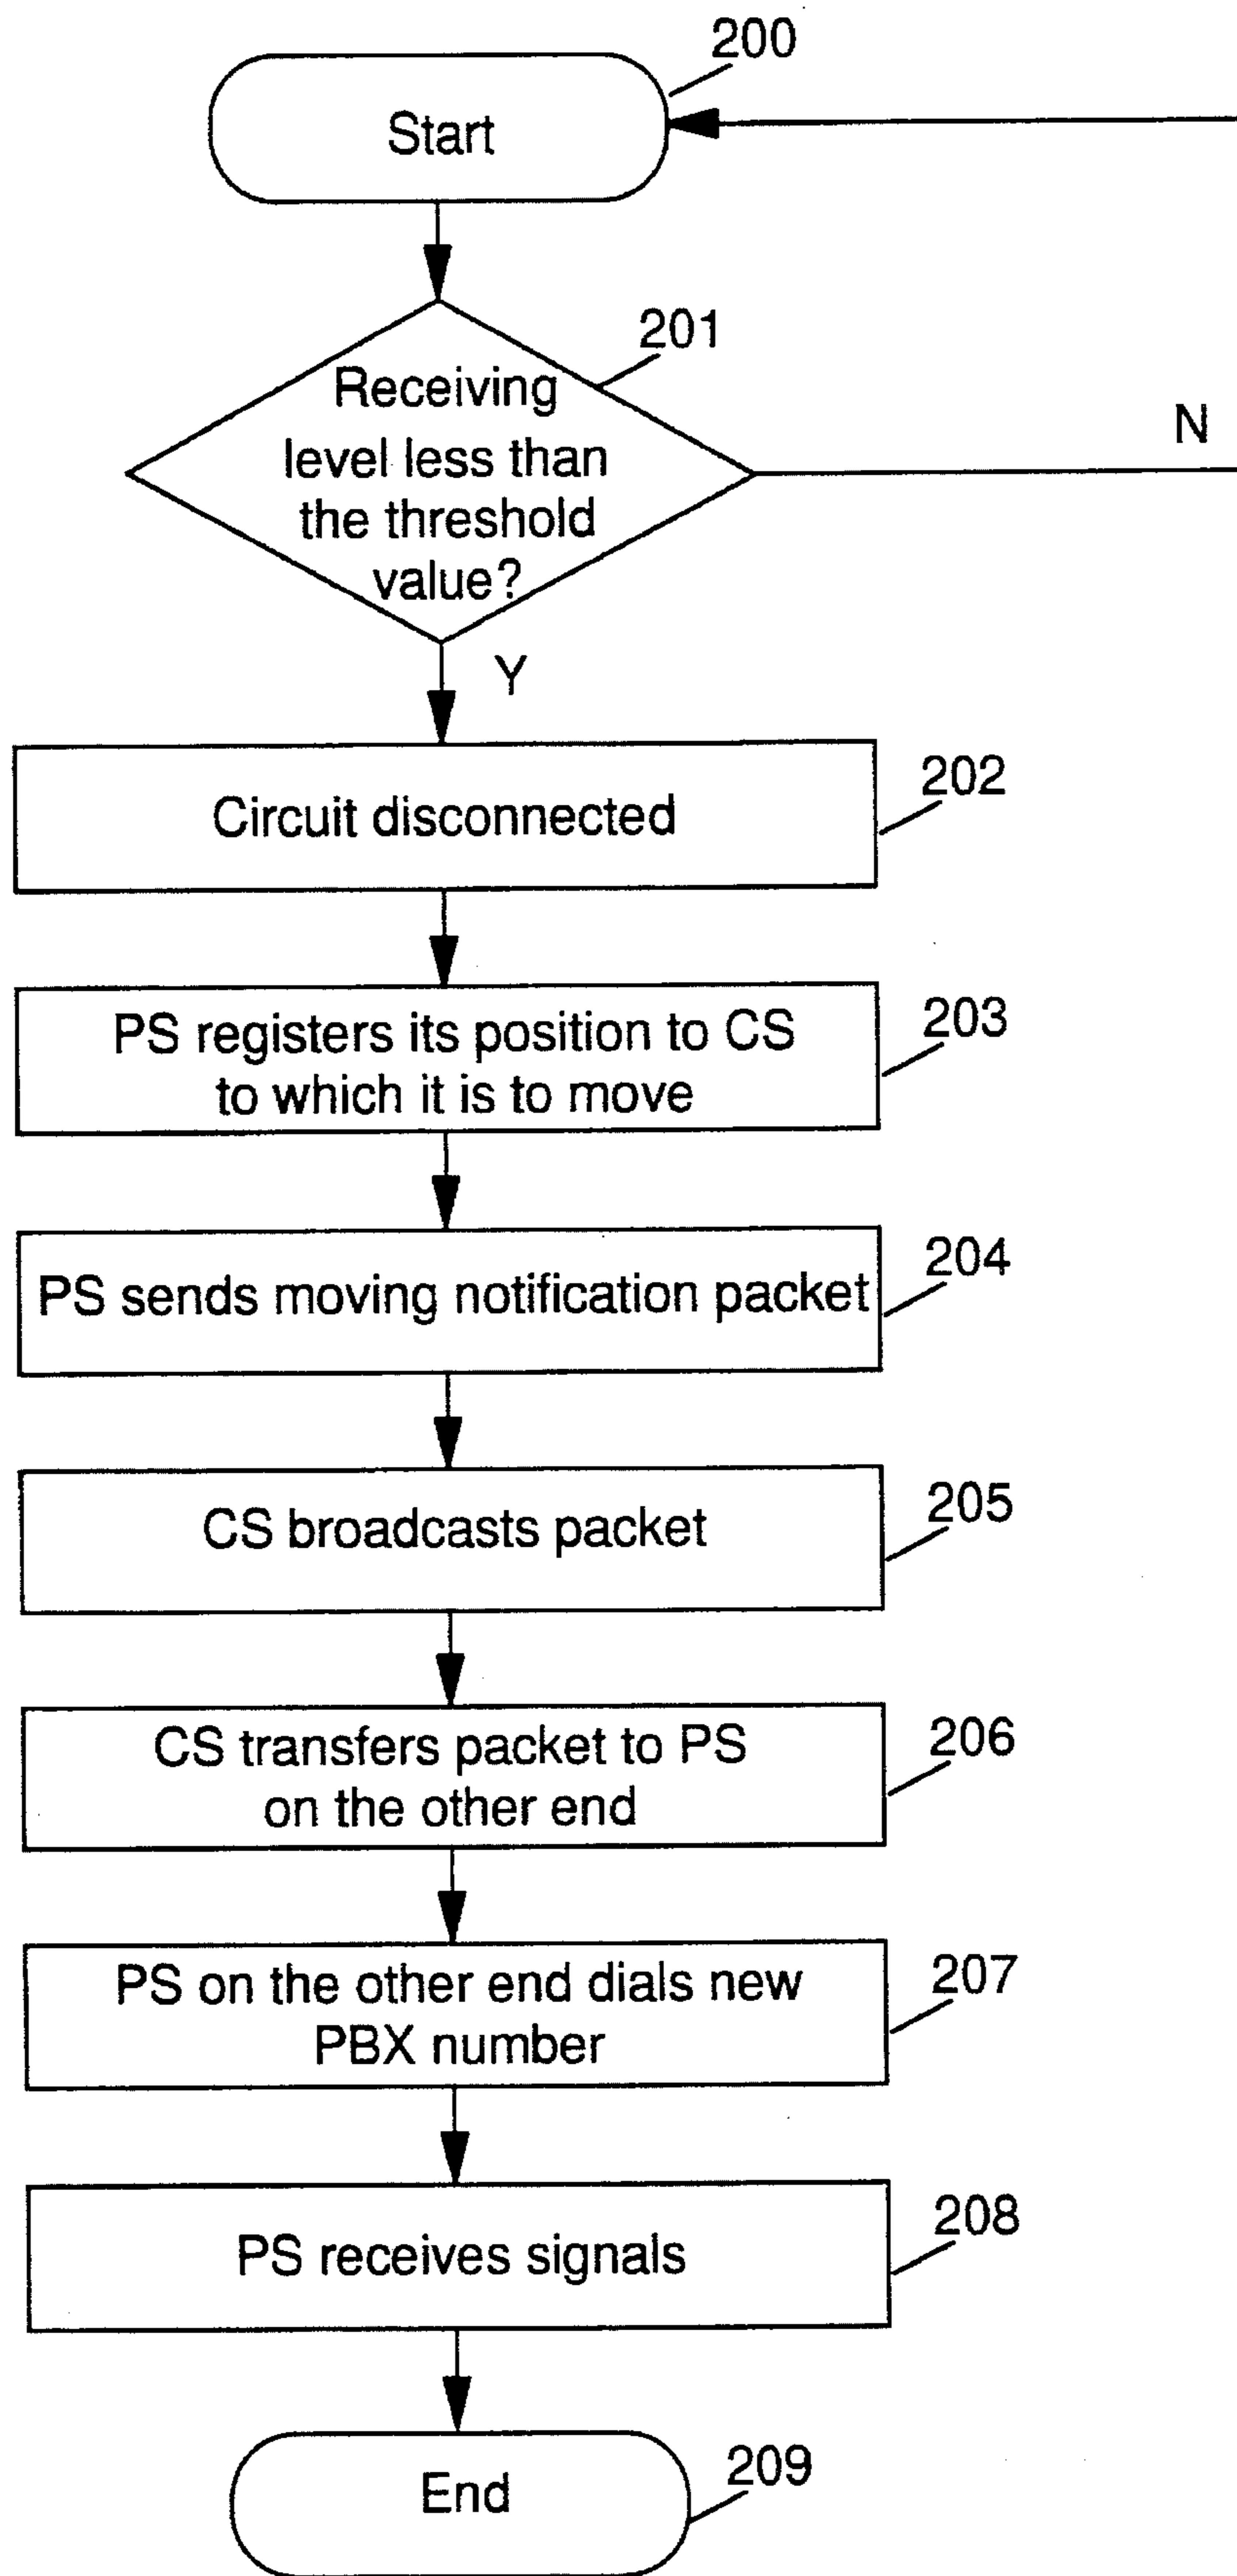 200
Start
201
Receiving
level less than
the threshold
value?
N
Y
202
Circuit disconnected
203
PS registers its position to CS
to which it is to move
204
PS sends moving notification packet
205
CS broadcasts packet
206
CS transfers packet to PS
on the other end
207
PS on the other end dials new
PBX number
208
PS receives signals
209
End